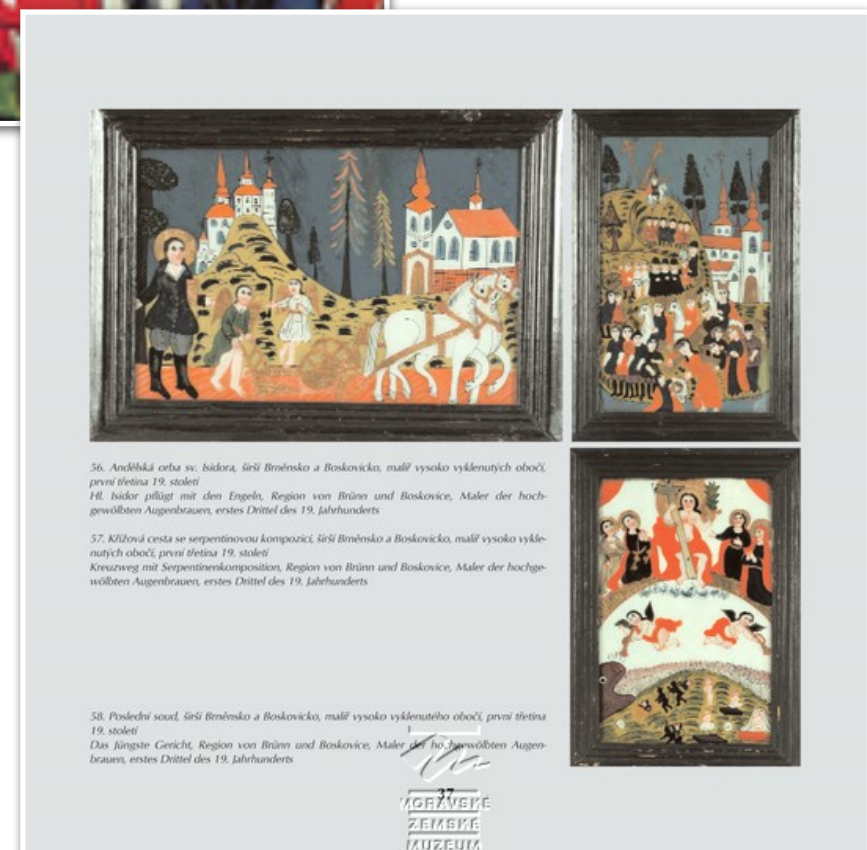 56. Andělská orba sv. Isidora, širší Brněnsko a Boskovicko, malíř vysoko vyklenutých obočí,
první třetina 19. století
Hl. Isidor pflügt mit den Engeln, Region von Brünn und Boskovice, Maler der hoch-
gewölbten Augenbrauen, erstes Drittel des 19. Jahrhunderts
57. Křížová cesta se serpentinovou kompozicí, širší Brněnsko a Boskovicko, malíř vysoko vykle-
nutých obočí, první třetina 19. století
Kreuzweg mit Serpentinenkomposition, Region von Brünn und Boskovice, Maler der hochge-
wölbten Augenbrauen, erstes Drittel des 19. Jahrhunderts
58. Poslední soud, širší Brněnsko a Boskovicko, malíř vysoko vyklenutého obočí, první třetina
19. století
Das Jüngste Gericht, Region von Brünn und Boskovice, Maler der hochgewölbten Augen-
brauen, erstes Drittel des 19. Jahrhunderts
37
MORAVSKÉ
ZEMSKÉ
MUZEUM